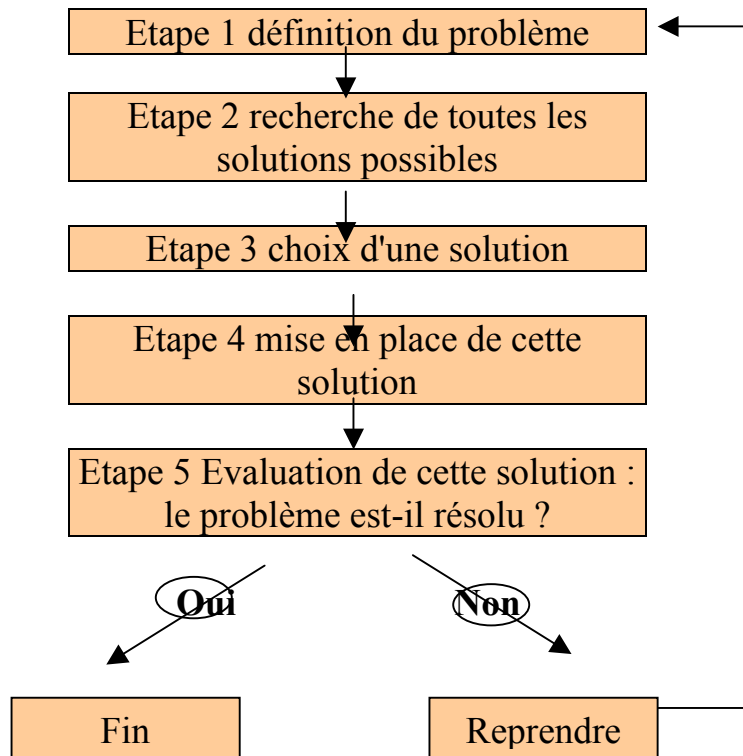 Etape 1 définition du problème
Etape 2 recherche de toutes les
solutions possibles
Etape 3 choix d'une solution
Etape 4 mise en place de cette
solution
Etape 5 Evaluation de cette solution :
le problème est-il résolu ?
Oui
Non
Fin
Reprendre